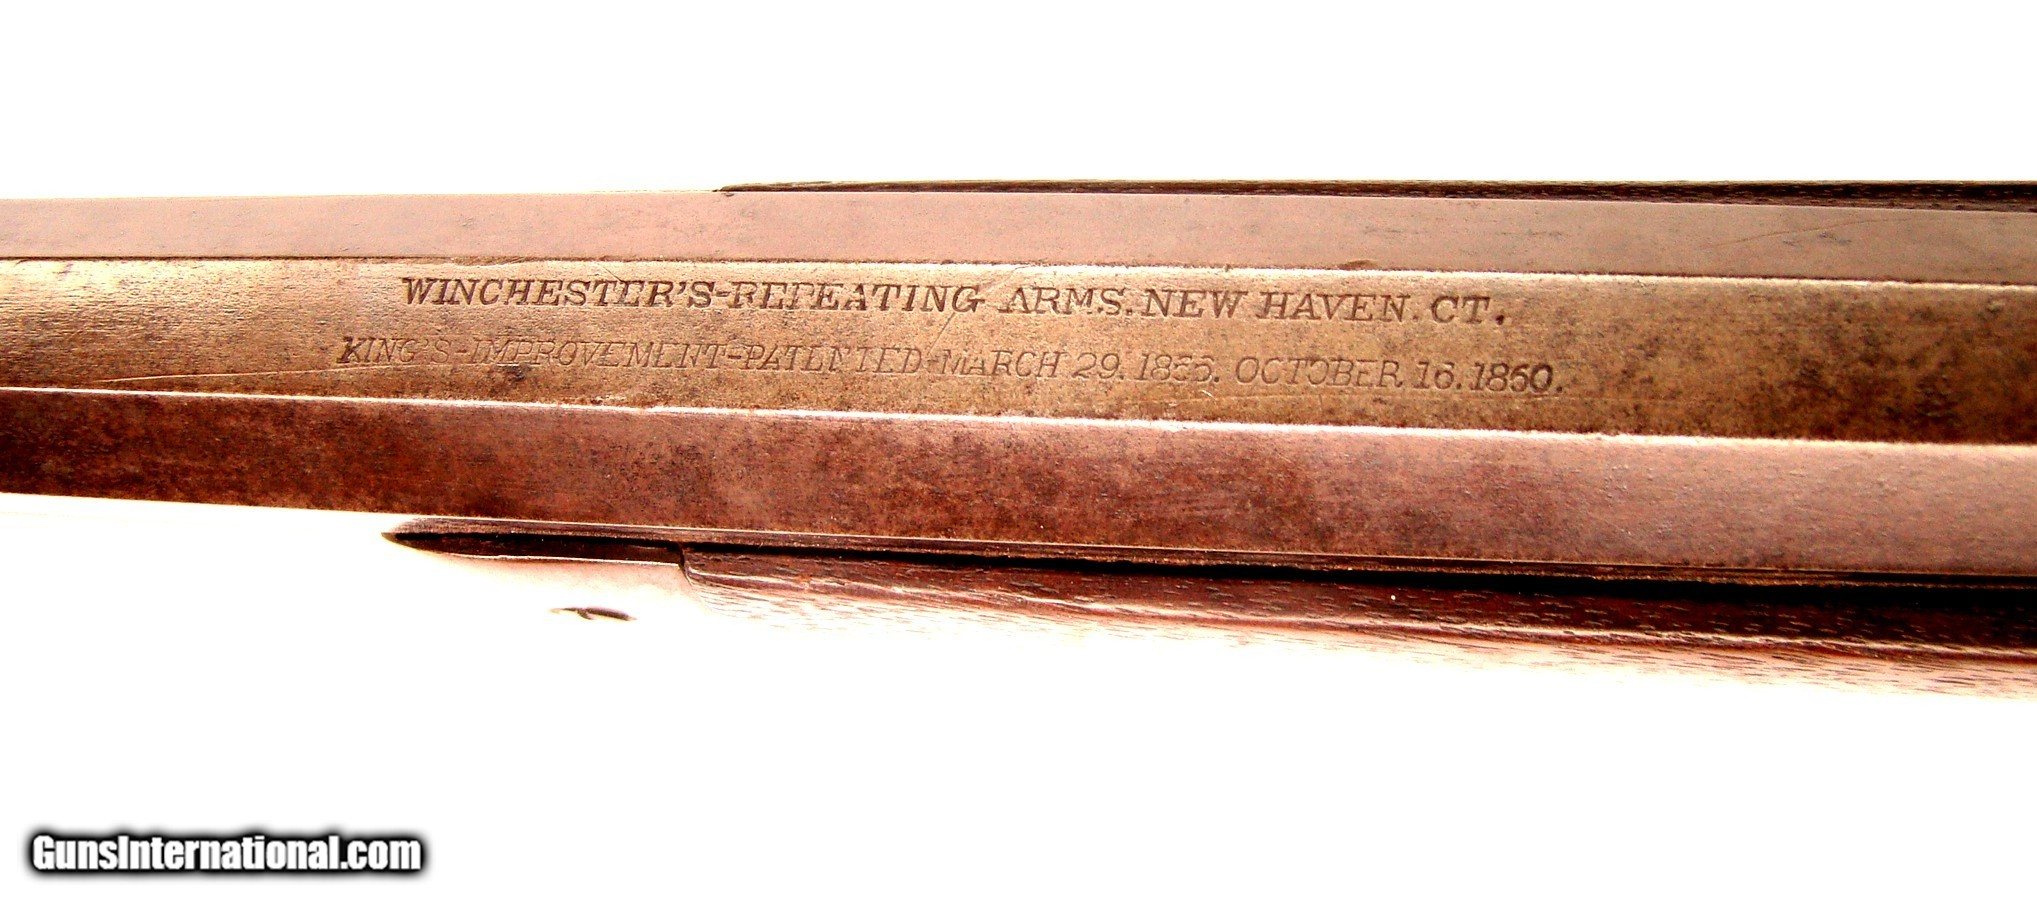 WINCHESTER'S-REPEATING ARMS. NEW HAVEN. CT.
KING'S-IMPROVEMENT-PATENTED-MARCH 29. 1866. OCTOBER 16. 1860.
GunsInternational.com